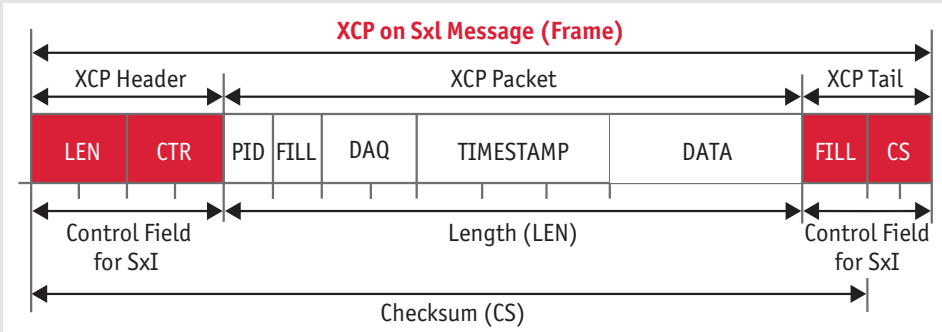 XCP on Sxl Message (Frame)
XCP Header
XCP Packet
XCP Tail
LEN
CTR
PID
FILL
DAQ
TIMESTAMP
DATA
FILL
CS
Control Field
for SxI
Length (LEN)
Control Field
for SxI
Checksum (CS)